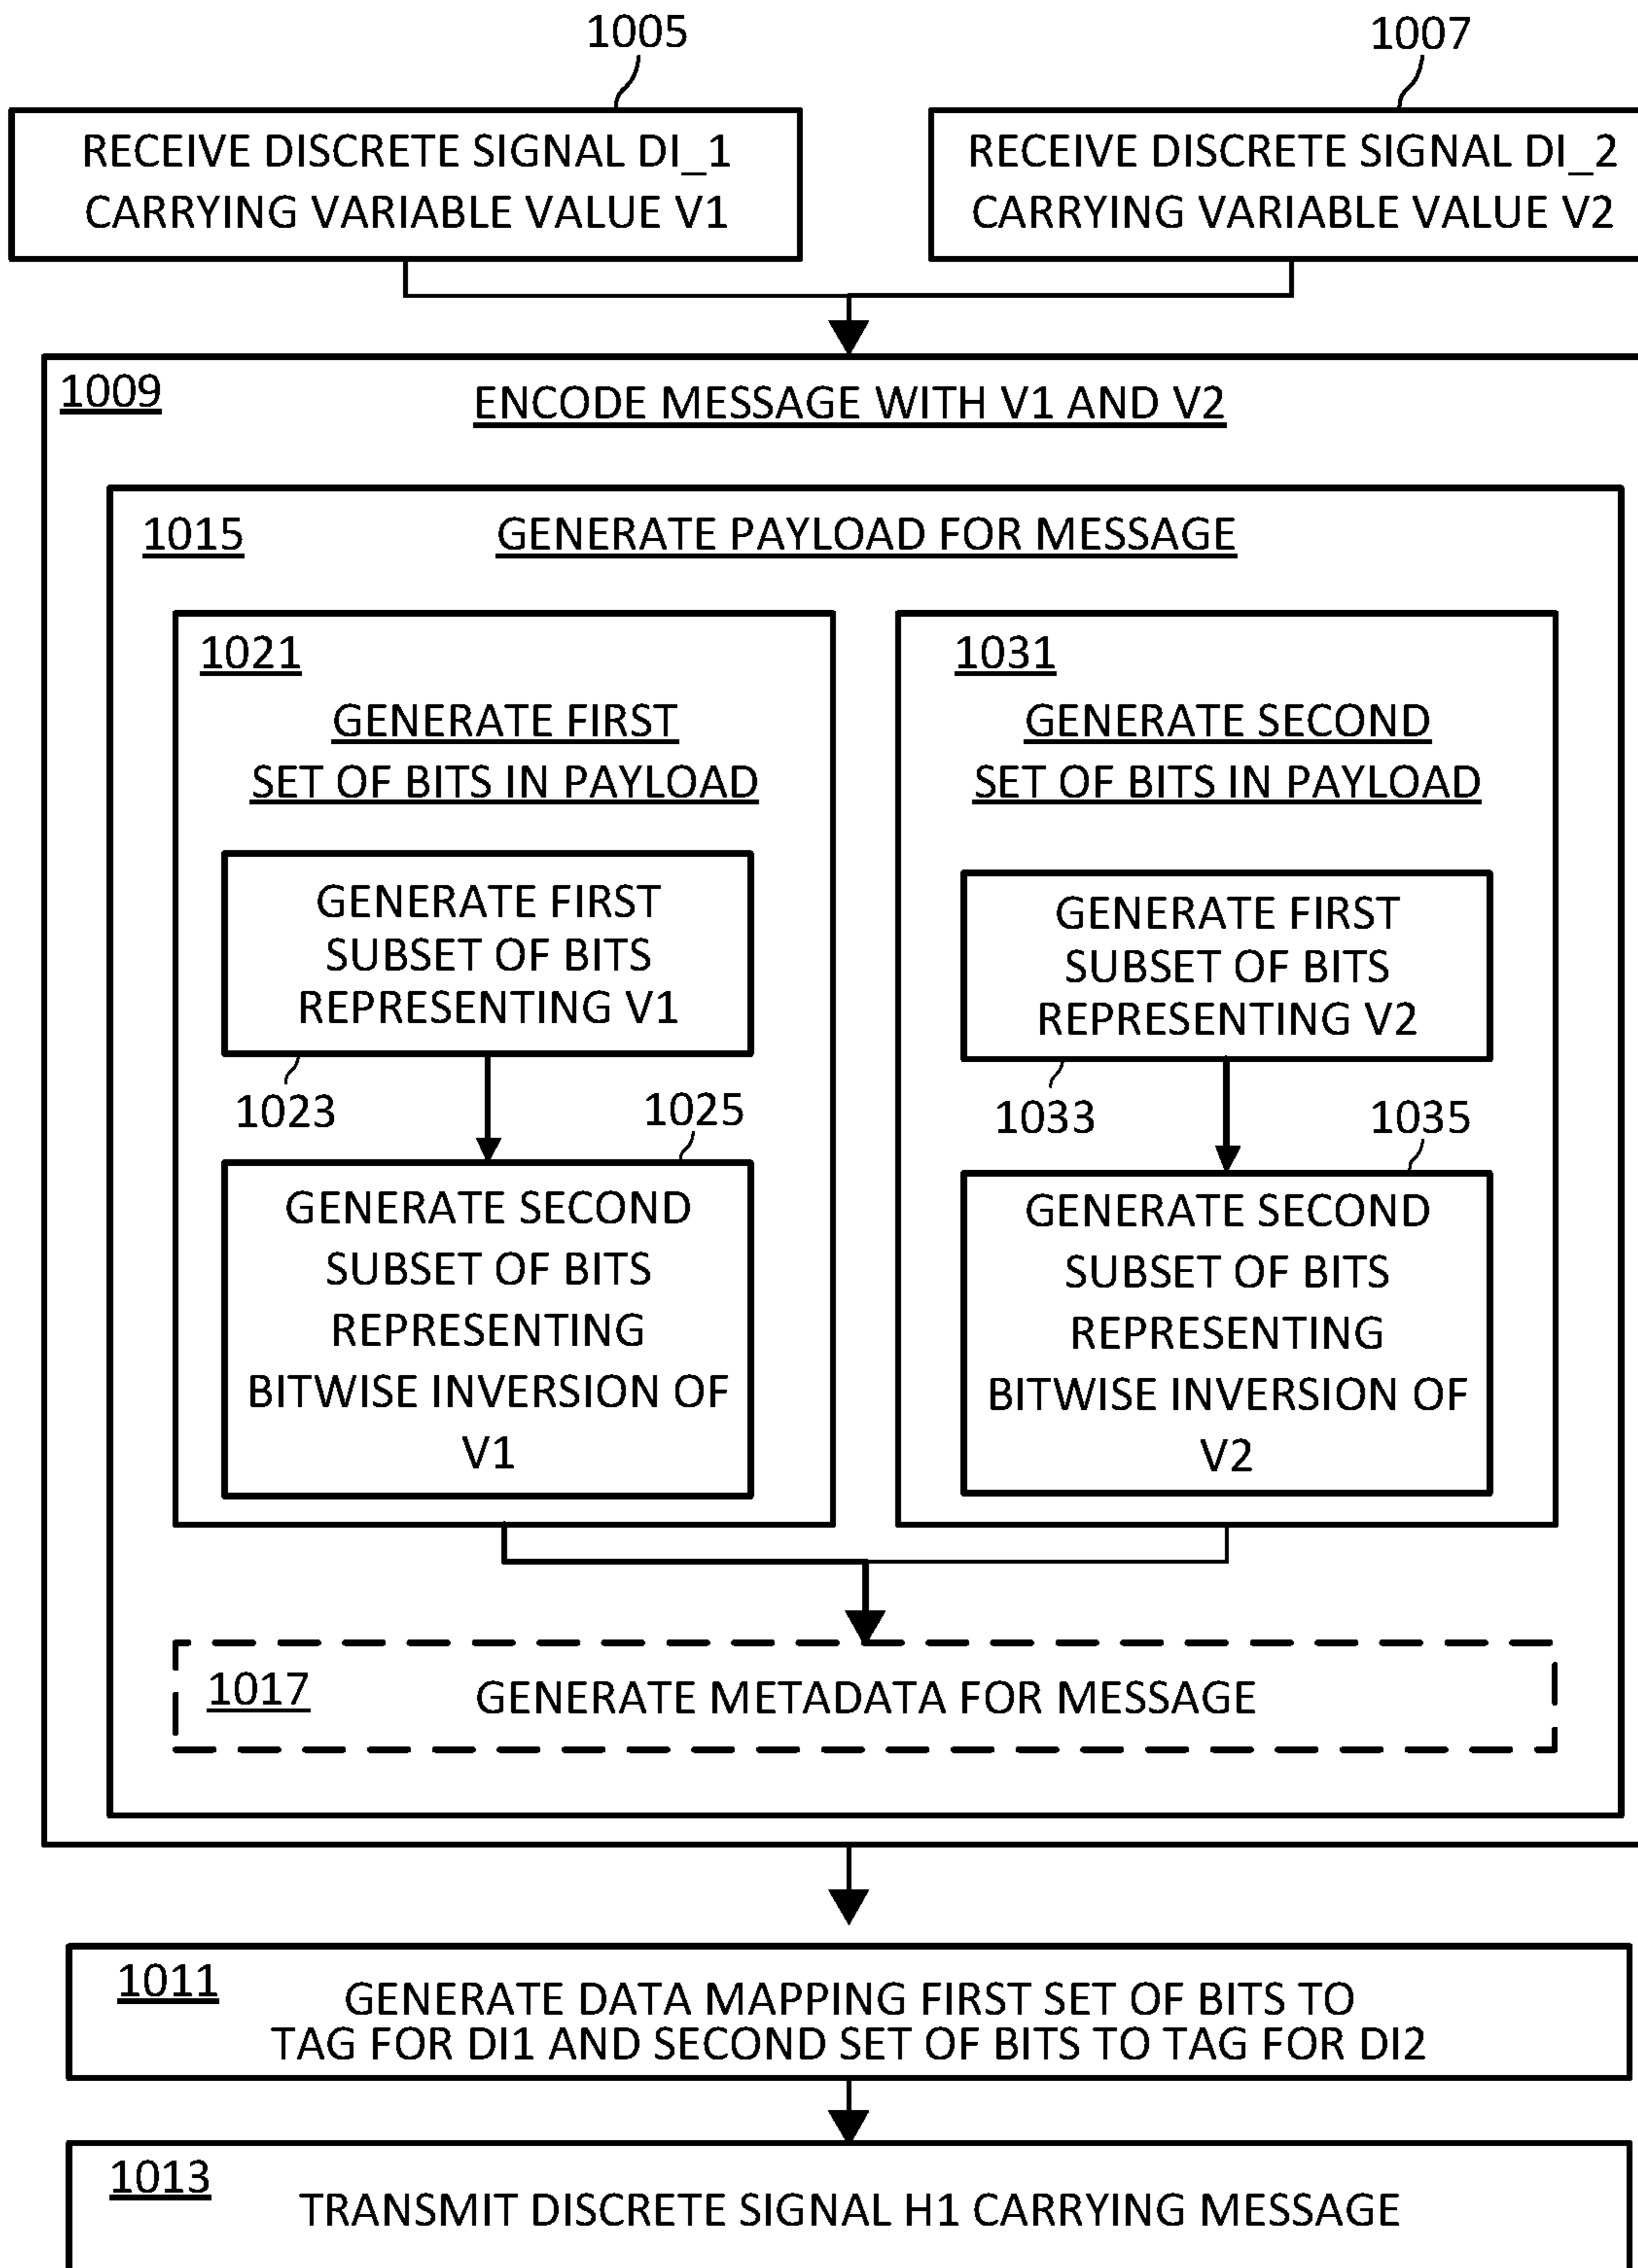 1005
1007
RECEIVE DISCRETE SIGNAL DI_1
CARRYING VARIABLE VALUE V1
RECEIVE DISCRETE SIGNAL DI_2
CARRYING VARIABLE VALUE V2
1009
ENCODE MESSAGE WITH V1 AND V2
1015
GENERATE PAYLOAD FOR MESSAGE
1021
GENERATE FIRST
SET OF BITS IN PAYLOAD
GENERATE FIRST
SUBSET OF BITS
REPRESENTING V1
1023
1025
GENERATE SECOND
SUBSET OF BITS
REPRESENTING
BITWISE INVERSION OF
V1
1031
GENERATE SECOND
SET OF BITS IN PAYLOAD
GENERATE FIRST
SUBSET OF BITS
REPRESENTING V2
1033
1035
GENERATE SECOND
SUBSET OF BITS
REPRESENTING
BITWISE INVERSION OF
V2
1017
GENERATE METADATA FOR MESSAGE
1011
GENERATE DATA MAPPING FIRST SET OF BITS TO
TAG FOR DI1 AND SECOND SET OF BITS TO TAG FOR DI2
1013
TRANSMIT DISCRETE SIGNAL H1 CARRYING MESSAGE